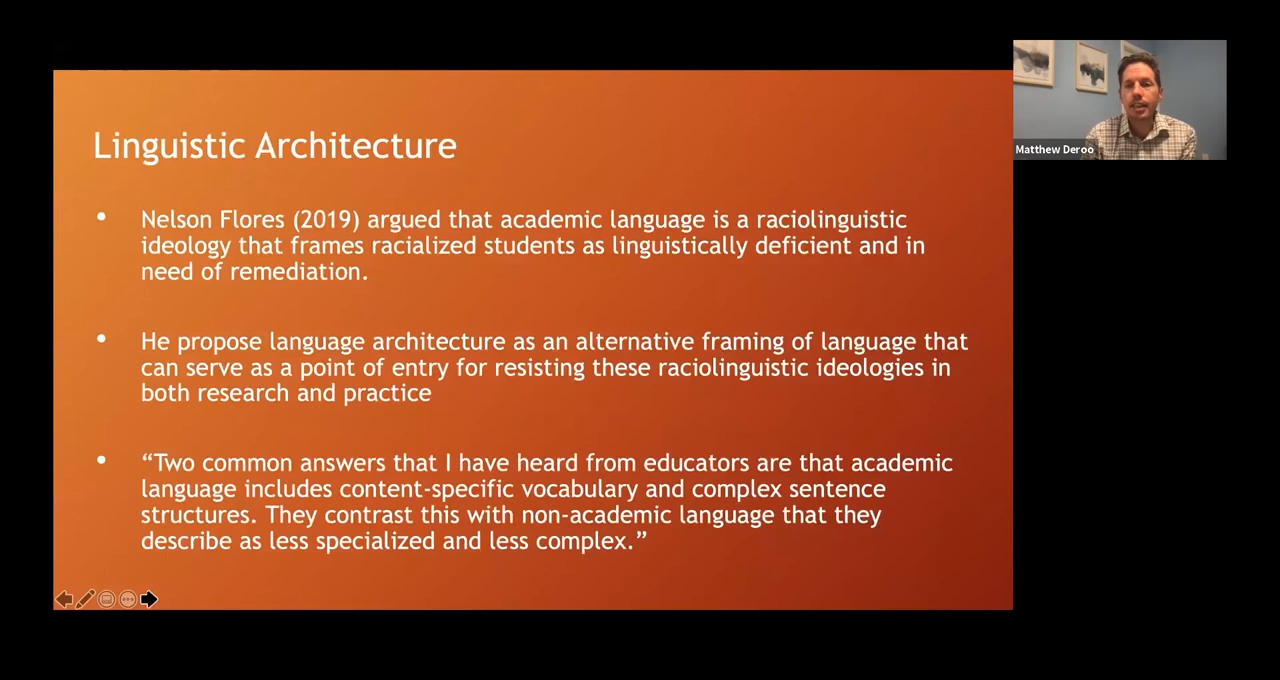 Linguistic Architecture
• Nelson Flores (2019) argued that academic language is a raciolinguistic
ideology that frames racialized students as linguistically deficient and in
need of remediation.
• He propose language architecture as an alternative framing of language that
can serve as a point of entry for resisting these raciolinguistic ideologies in
both research and practice
• “Two common answers that I have heard from educators are that academic
language includes content-specific vocabulary and complex sentence
structures. They contrast this with non-academic language that they
describe as less specialized and less complex.”
Matthew Deroo